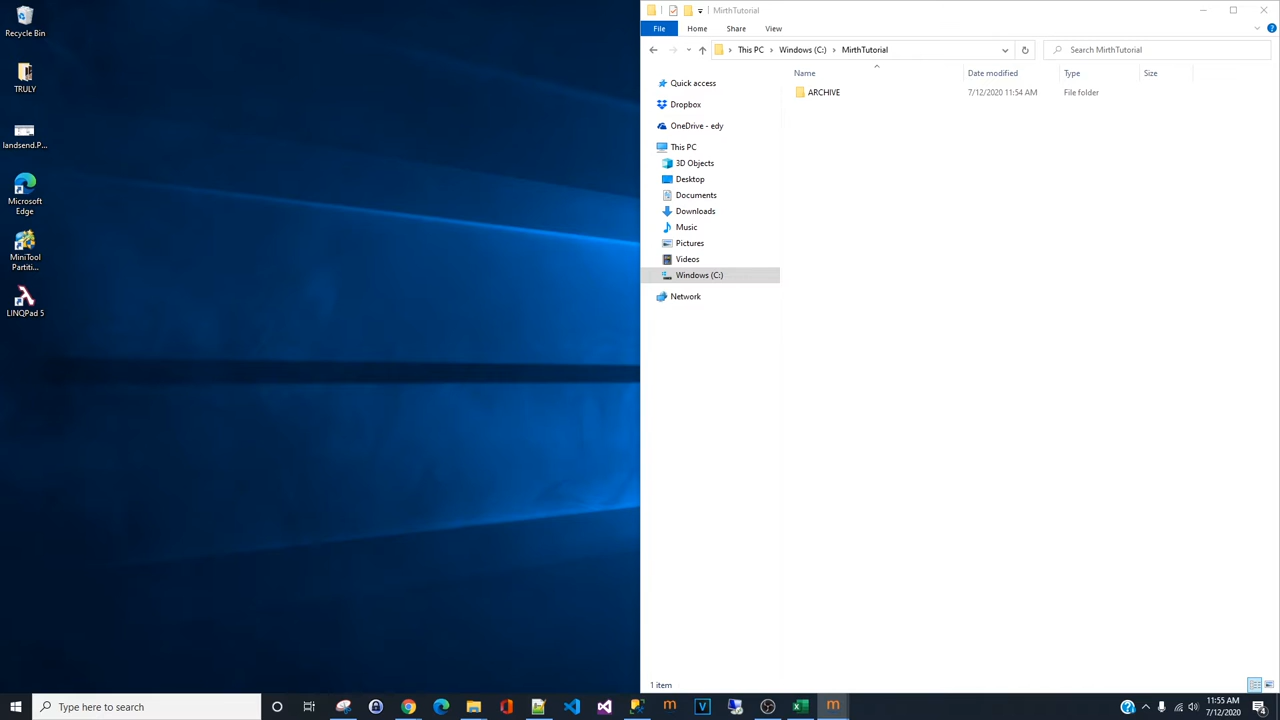 Recycle Bin
TRULY
landsend.P...
Microsoft
Edge
MiniTool
Partiti...
LINQPad 5
MirthTutorial
File Home Share View
This PC Windows (C:) MirthTutorial
Search MirthTutorial
Name Date modified Type Size
ARCHIVE 7/12/2020 11:54 AM File folder
Quick access
Dropbox
OneDrive - edy
This PC
3D Objects
Desktop
Documents
Downloads
Music
Pictures
Videos
Windows (C:)
Network
1 item
Type here to search
11:55 AM
7/12/2020